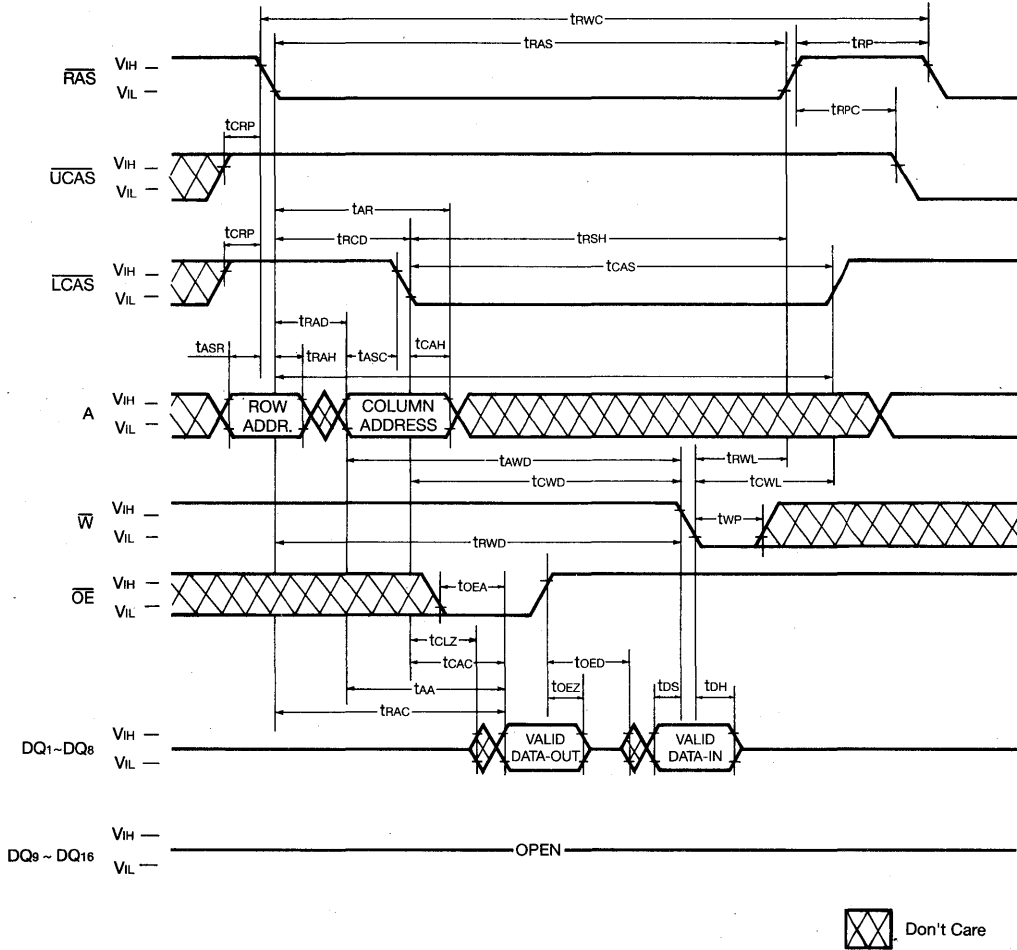 tRWC
tRAS
tRP
RAS
VIH
VIL
tRPC
tCRP
UCAS
VIH
VIL
tAR
tCRP
tRCD
tRSH
LCAS
VIH
VIL
tCAS
tRAD
tASR
tRAH
tASC
tCAH
A
VIH
VIL
ROW
ADDR.
COLUMN
ADDRESS
tAWD
tRWL
tCWD
tCWL
W
VIH
VIL
tWP
tRWD
OE
VIH
VIL
tOEA
tCLZ
tCAC
tOED
tAA
tOEZ
tDS
tDH
tRAC
DQ1~DQ8
VIH
VIL
VALID
DATA-OUT
VALID
DATA-IN
DQ9 ~ DQ16
VIH
VIL
OPEN
Don't Care